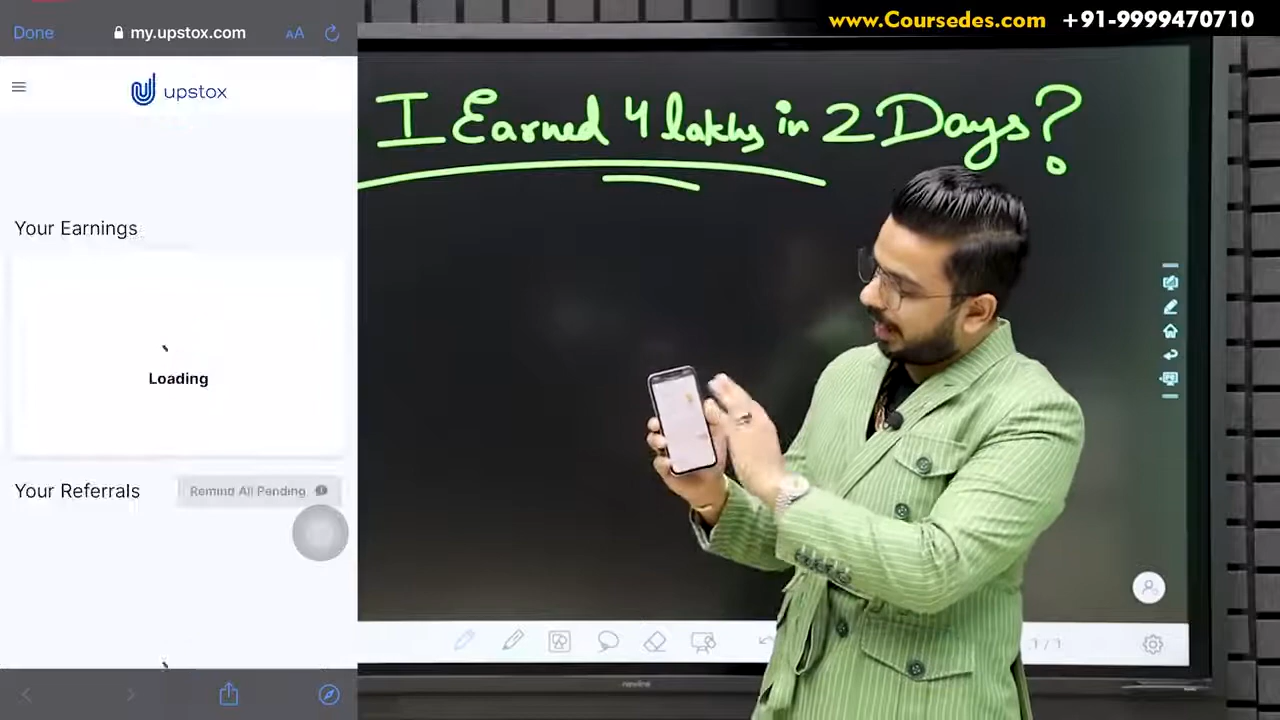 www.Coursedes.com +91-9999470710
Done my.upstox.com AA
upstox
I Earned 4 lakhs in 2 Days?
Your Earnings
Loading
Your Referrals Remind All Pending
newline